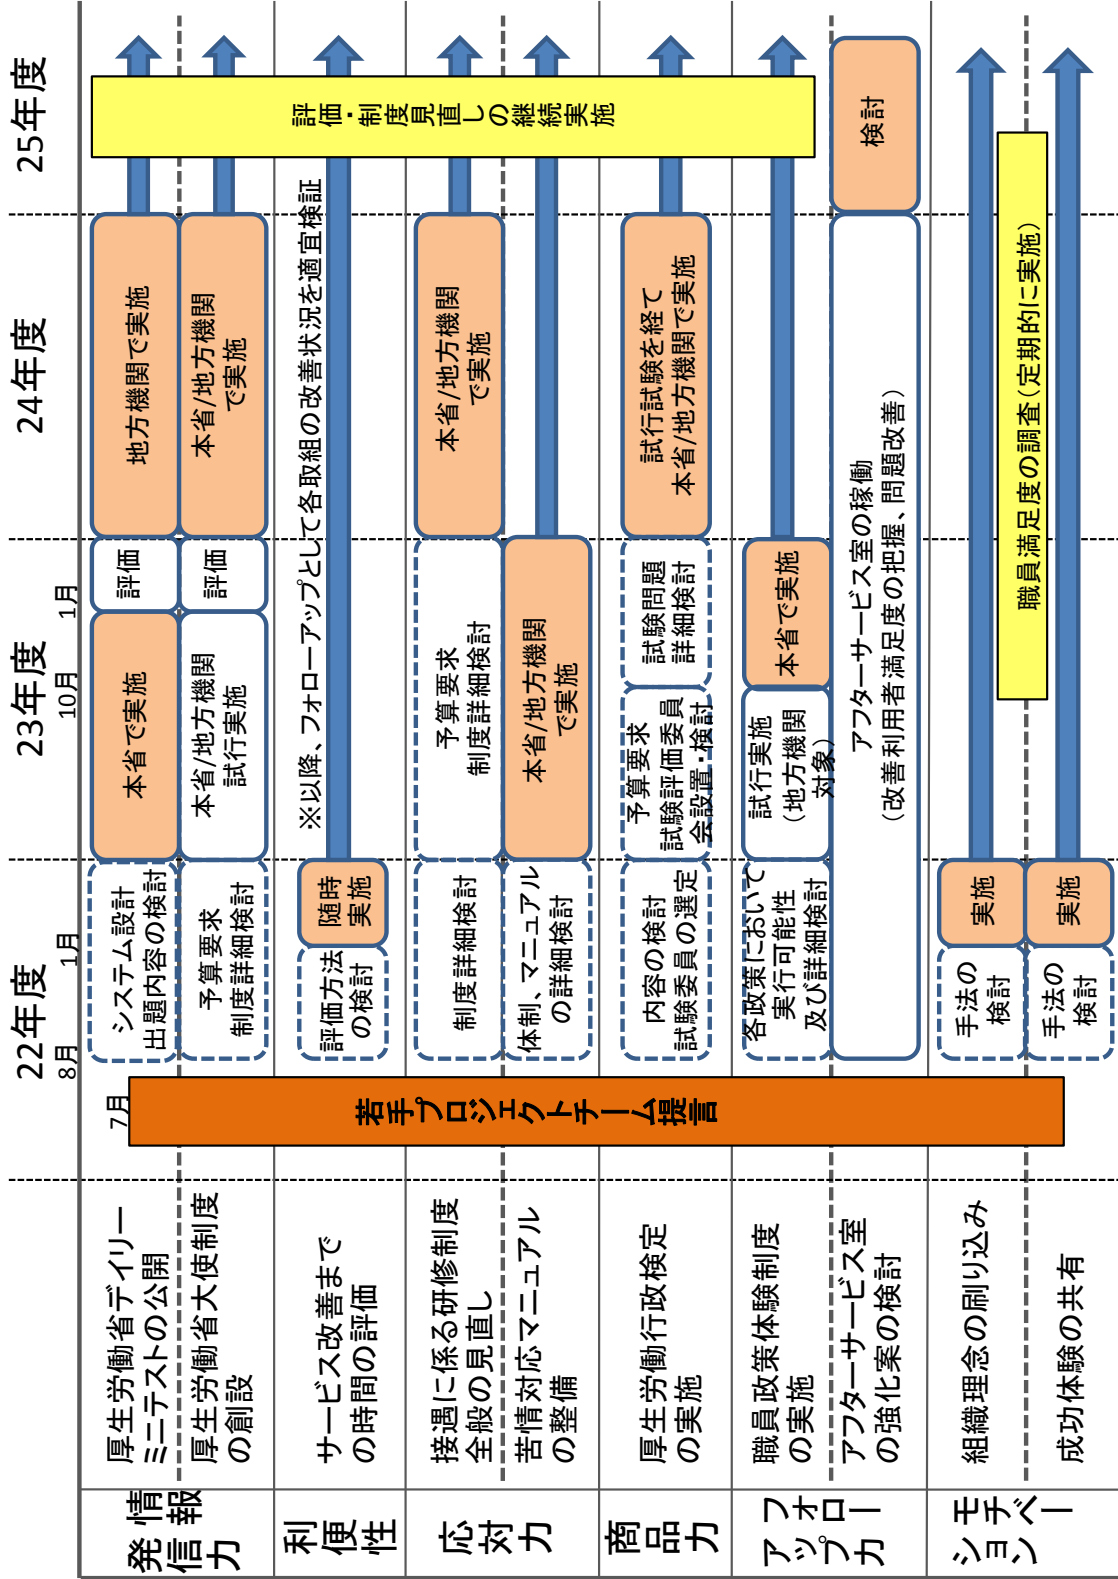 22年度
23年度
24年度
25年度
8月
1月
10月
1月
7月
若手プロジェクトチーム提言
情報
発信力
厚生労働省デイリー
ミニテストの公開
システム設計
出題内容の検討
本省で実施
評価
地方機関で実施
厚生労働省大使制度
の創設
予算要求
制度詳細検討
本省/地方機関
試行実施
評価
本省/地方機関
で実施
利便性
サービス改善まで
の時間の評価
評価方法
の検討
随時
実施
※以降、フォローアップとして各取組の改善状況を適宜検証
応対力
接遇に係る研修制度
全般の見直し
制度詳細検討
予算要求
制度詳細検討
本省/地方機関
で実施
苦情対応マニュアル
の整備
体制、マニュアル
の詳細検討
本省/地方機関
で実施
商品力
厚生労働行政検定
の実施
内容の検討
試験委員の選定
予算要求
試験評価委員
会設置・検討
試験問題
詳細検討
試行試験を経て
本省/地方機関で実施
フォロー
アップ力
職員政策体験制度
の実施
各政策において
実行可能性
及び詳細検討
試行実施
(地方機関
対象)
本省で実施
アフターサービス室
の強化案の検討
アフターサービス室の稼働
(改善利用者満足度の把握、問題改善)
検討
評価・制度見直しの継続実施
モチベー
ション
組織理念の刷り込み
手法の
検討
実施
成功体験の共有
手法の
検討
実施
職員満足度の調査(定期的に実施)